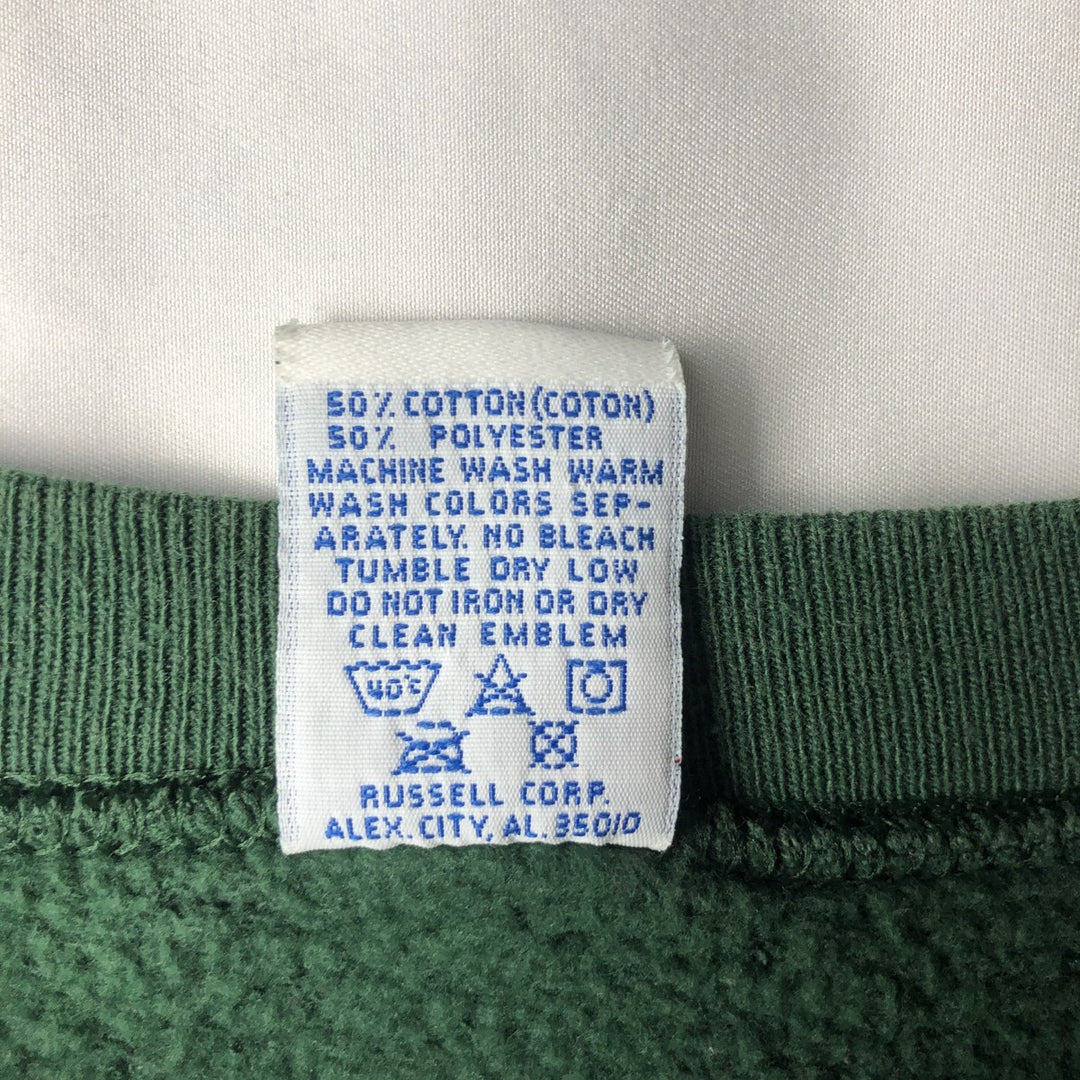 50% COTTON (COTON)
50% POLYESTER
MACHINE WASH WARM
WASH COLORS SEP-
ARATELY. NO BLEACH
TUMBLE DRY LOW
DO NOT IRON OR DRY
CLEAN EMBLEM
40°C
RUSSELL CORP.
ALEX. CITY, AL. 35010